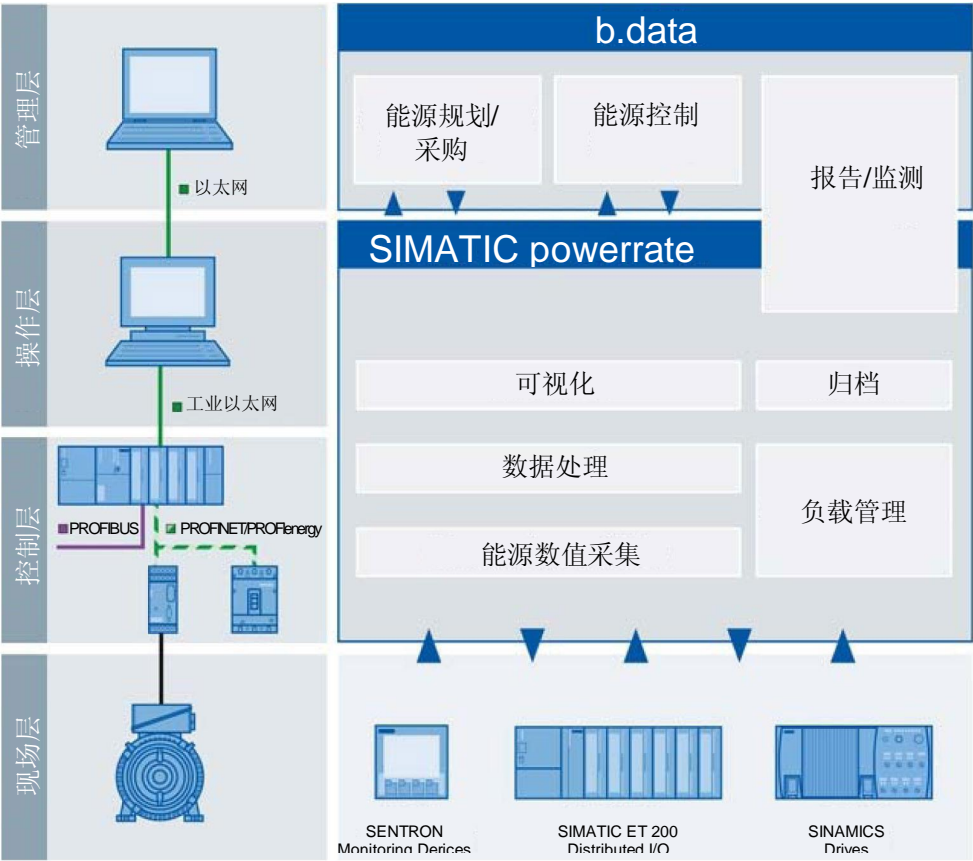 管理层
以太网
操作层
工业以太网
控制层
PROFIBUS
PROFINET/PROFIenergy
现场层
b.data
能源规划/
采购
能源控制
报告/监测
SIMATIC powerrate
可视化
归档
数据处理
负载管理
能源数值采集
SENTRON
Monitoring Derices
SIMATIC ET 200
Distributed I/O
SINAMICS
Drives